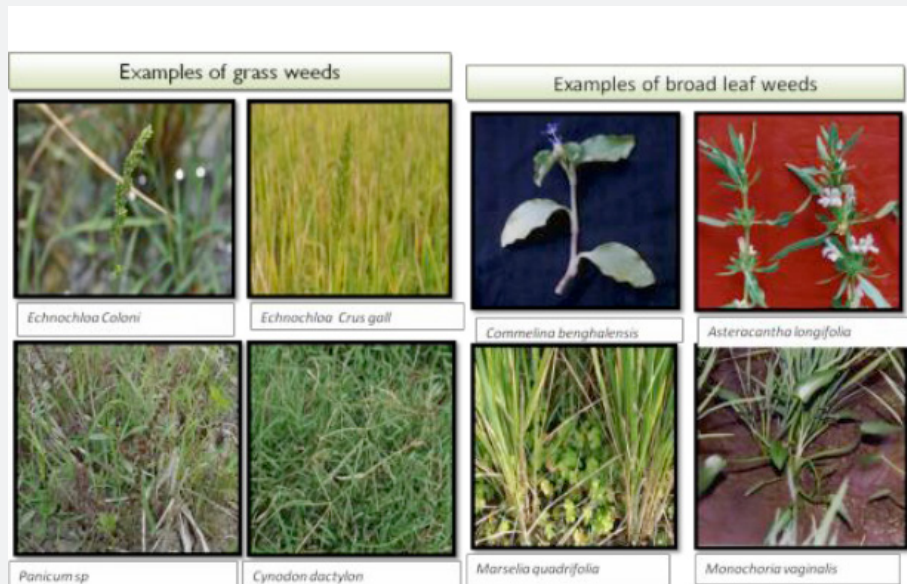 Examples of grass weeds
Examples of broad leaf weeds
Echnochloa Coloni
Echnochloa Crus gall
Commelina benghalensis
Asteracantha longifolia
Panicum sp
Cynodon dactylon
Marselia quadrifolia
Monochoria vaginalis